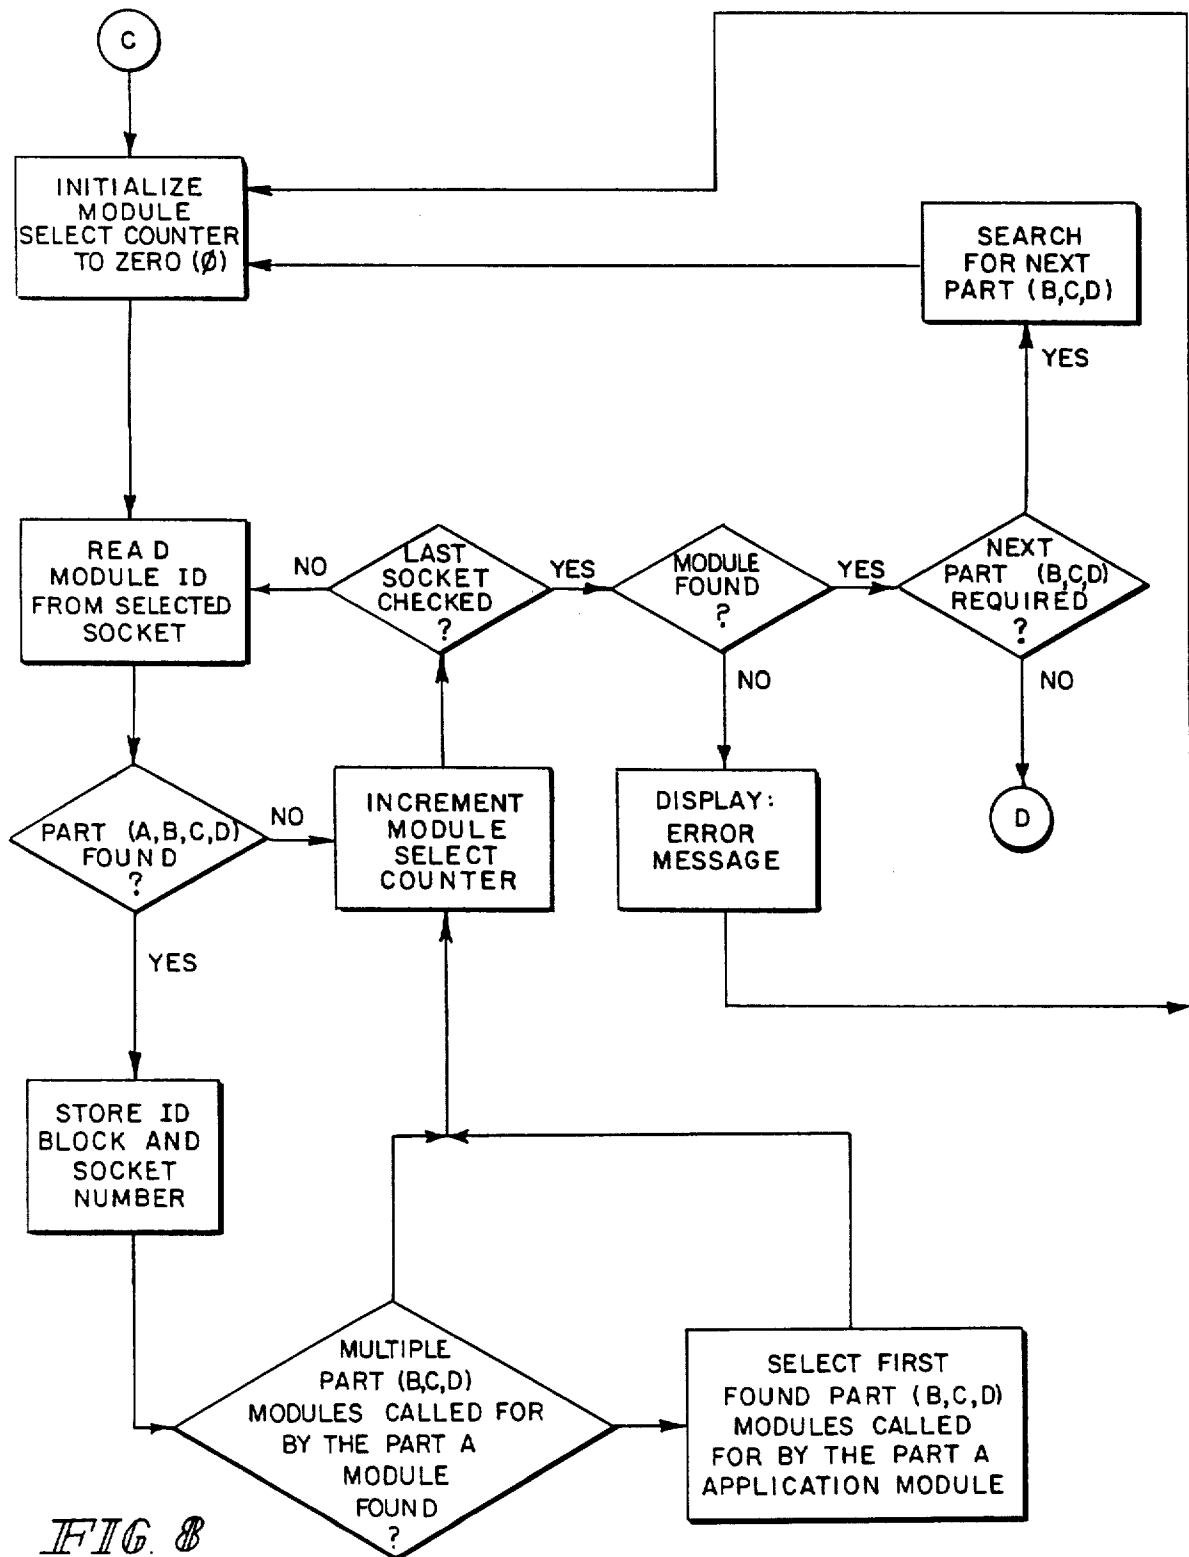 C
INITIALIZE
MODULE
SELECT COUNTER
TO ZERO (Ø)
SEARCH
FOR NEXT
PART (B,C,D)
YES
READ
MODULE ID
FROM SELECTED
SOCKET
NO
LAST
SOCKET
CHECKED
?
YES
MODULE
FOUND
?
YES
NEXT
PART (B,C,D)
REQUIRED
?
NO
NO
PART (A,B,C,D)
FOUND
?
NO
INCREMENT
MODULE
SELECT
COUNTER
DISPLAY:
ERROR
MESSAGE
D
YES
STORE ID
BLOCK AND
SOCKET
NUMBER
MULTIPLE
PART (B,C,D)
MODULES CALLED FOR
BY THE PART A
MODULE
FOUND
?
SELECT FIRST
FOUND PART (B,C,D)
MODULES CALLED
FOR BY THE PART A
APPLICATION MODULE
FIG. 8